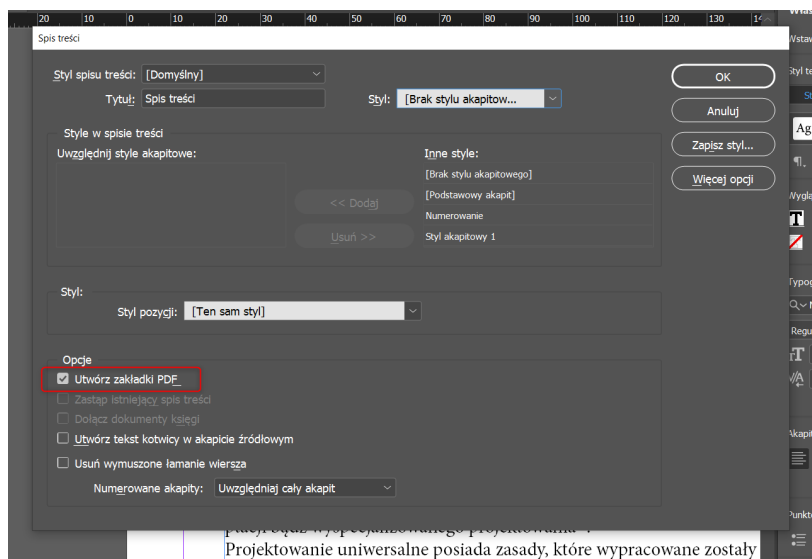 20 10 0 10 20 30 40 50 60 70 80 90 100 110 120 130
Spis treści
Styl spisu treści: [Domyślny]
OK
Tytuł: Spis treści
Styl: [Brak stylu akapitow...
Anuluj
Style w spisie treści
Zapisz styl...
Uwzględnij style akapitowe:
Inne style:
[Brak stylu akapitowego]
Więcej opcji
[Podstawowy akapit]
<< Dodaj
Numerowanie
Usuń >>
Styl akapitowy 1
Styl:
Styl pozycji: [Ten sam styl]
Opcje
Utwórz zakładki PDF
Zastąp istniejący spis treści
Dołącz dokumenty księgi
Utwórz tekst kotwicy w akapicie źródłowym
Usuń wymuszone łamanie wiersza
Numerowane akapity: Uwzględniaj cały akapit
Ag
Regu
Akapi
Punkt
Projektowanie uniwersalne posiada zasady, które wypracowane zostały